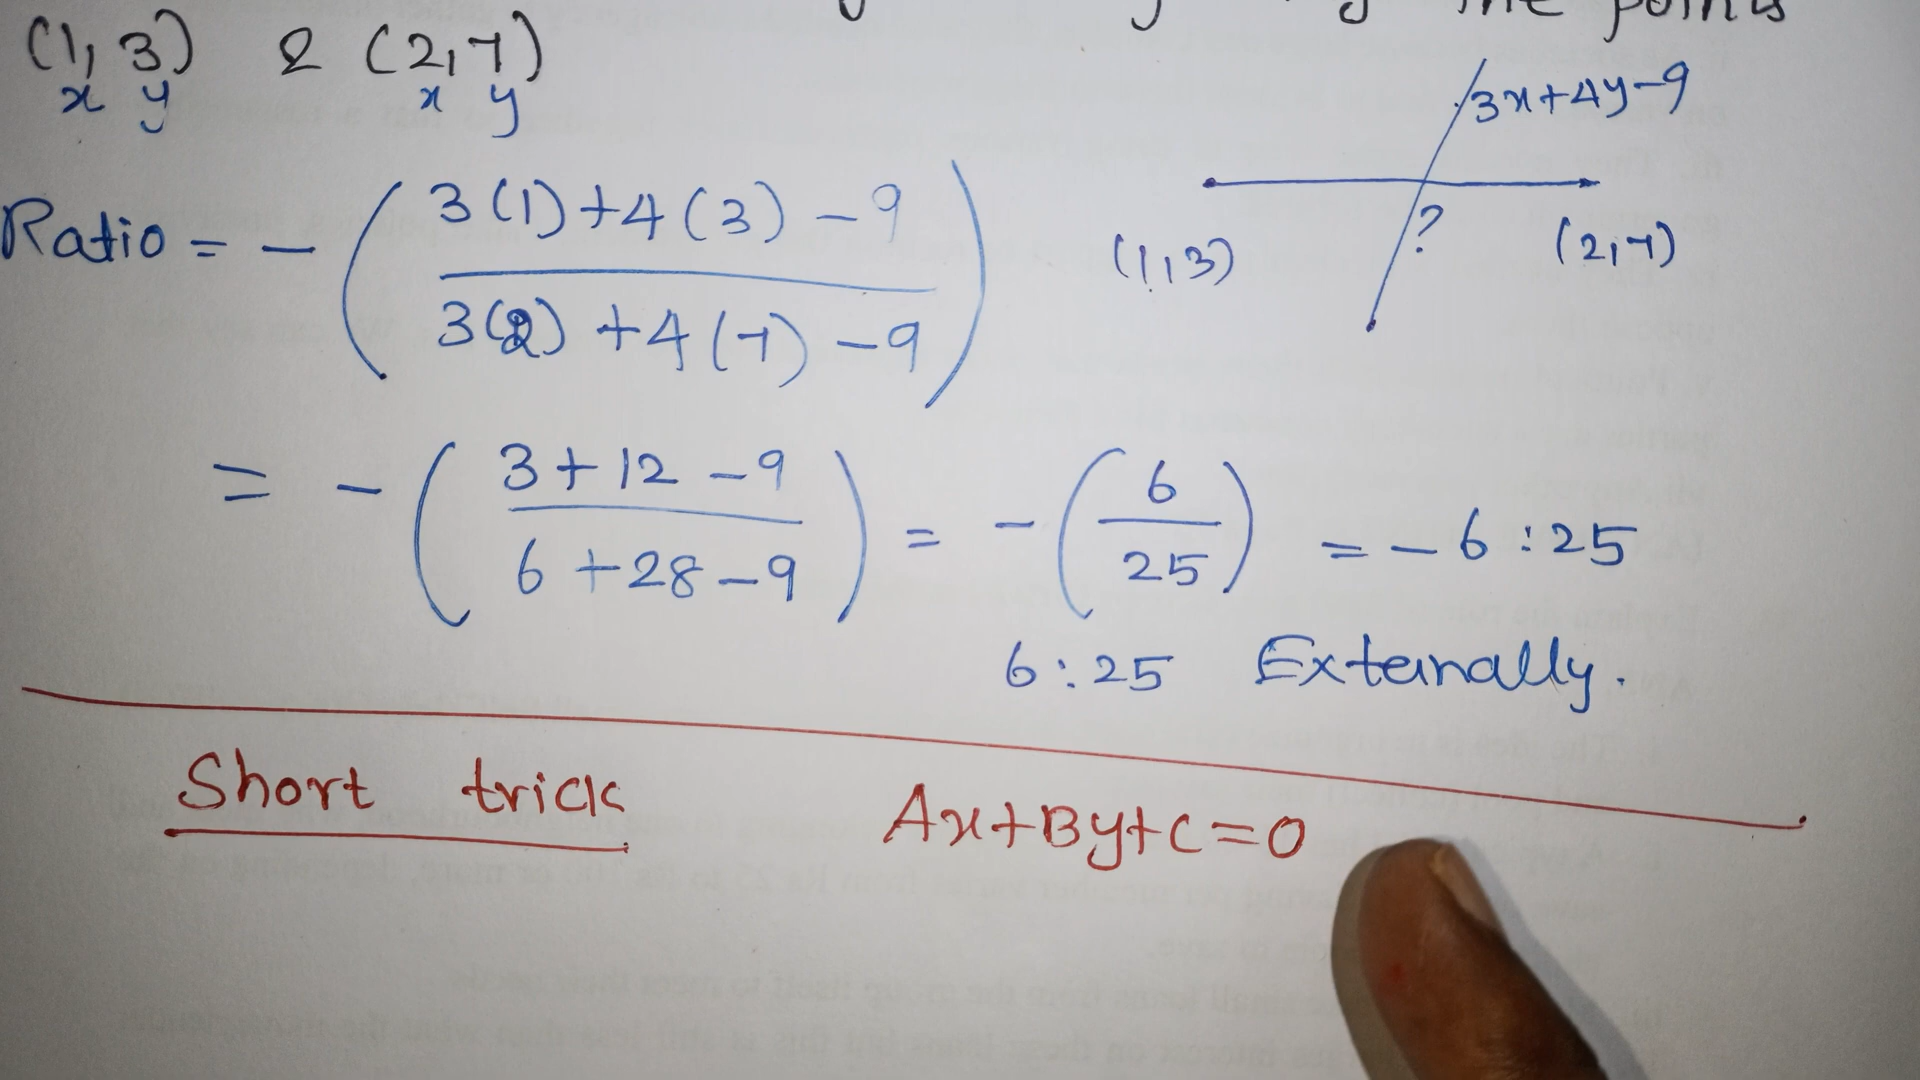 the points
(1, 3) & (2, 7)
x y x y
3x+4y-9
(1, 3) ? (2, 7)
Ratio = - ( 3(1)+4(3)-9 / 3(2)+4(7)-9 )
= - ( 3+12-9 / 6+28-9 ) = - ( 6 / 25 ) = - 6 : 25
6 : 25 Externally.
Short trick Ax+By+C=0